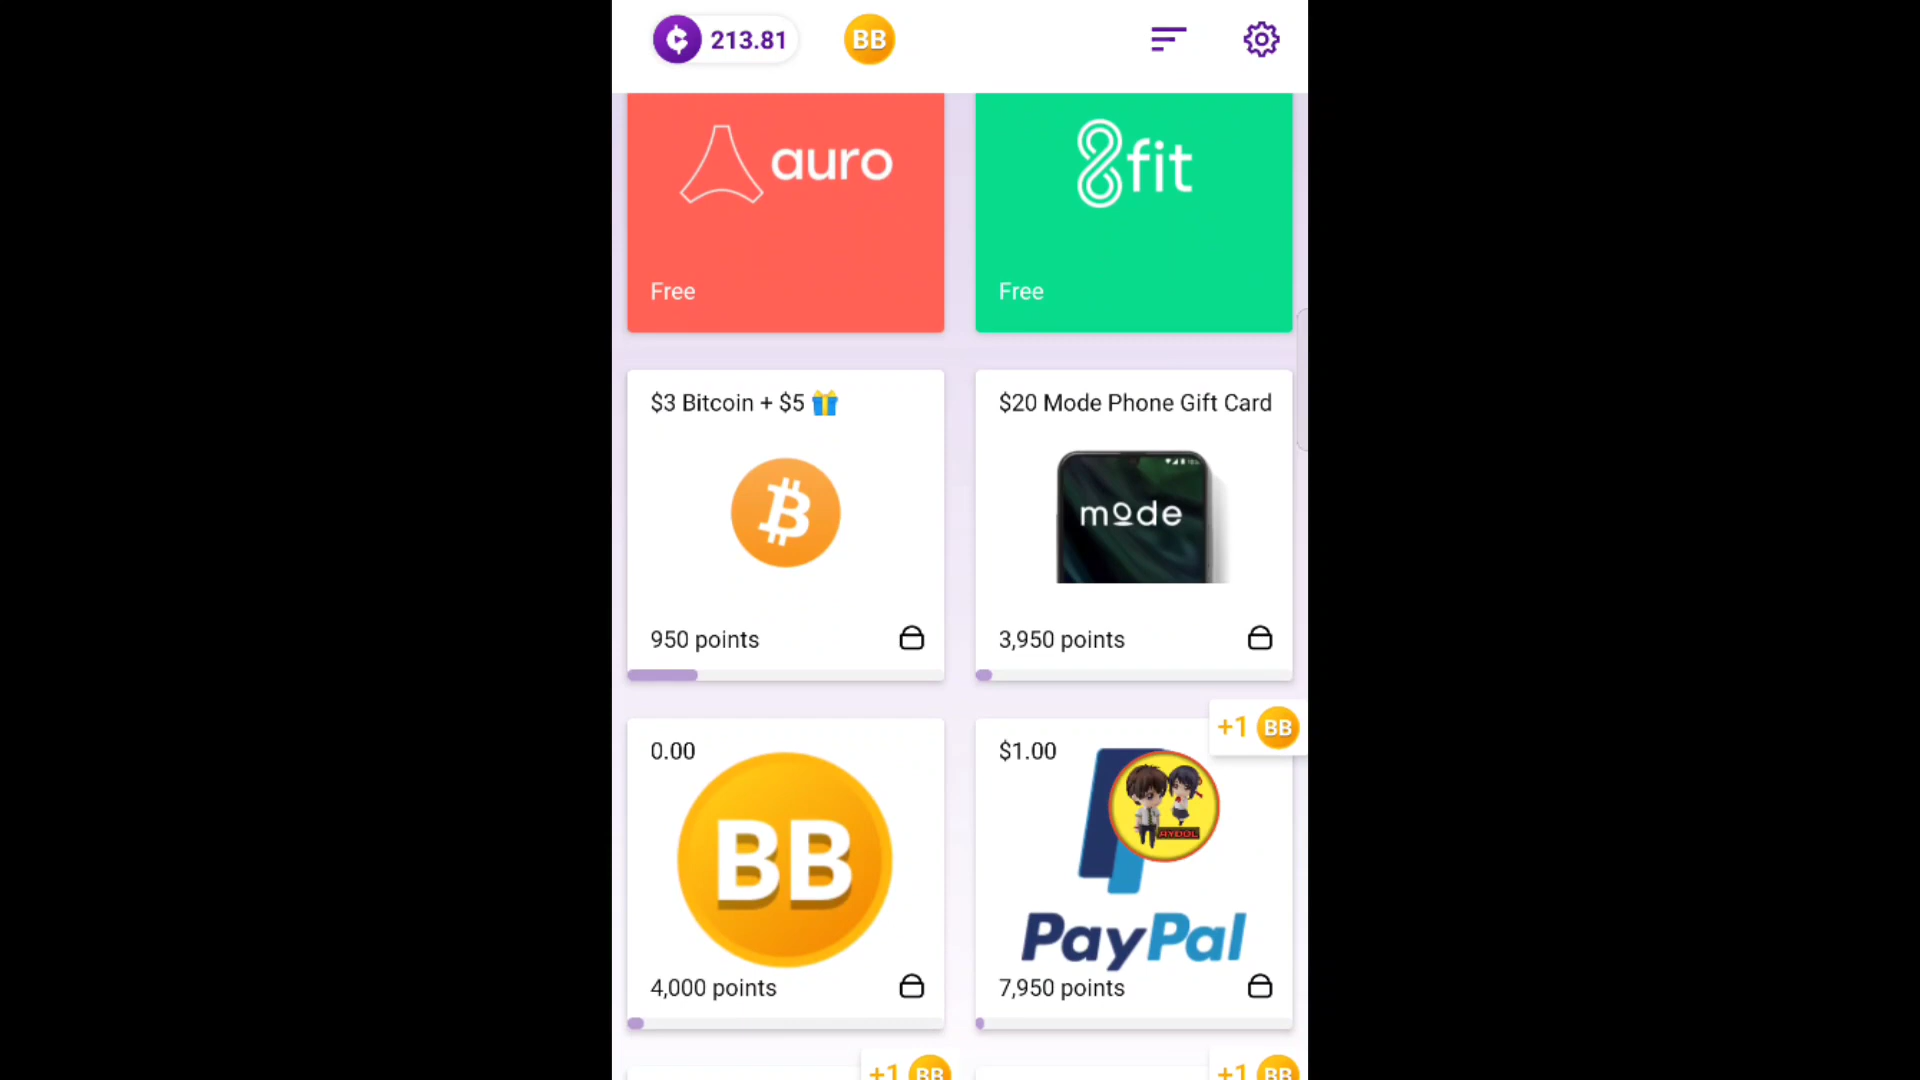 213.81
BB
auro
8fit
Free
Free
$3 Bitcoin + $5
$20 Mode Phone Gift Card
mode
950 points
3,950 points
+1 BB
0.00
$1.00
BB
AYDDL
PayPal
4,000 points
7,950 points
+1 BB
+1 BB